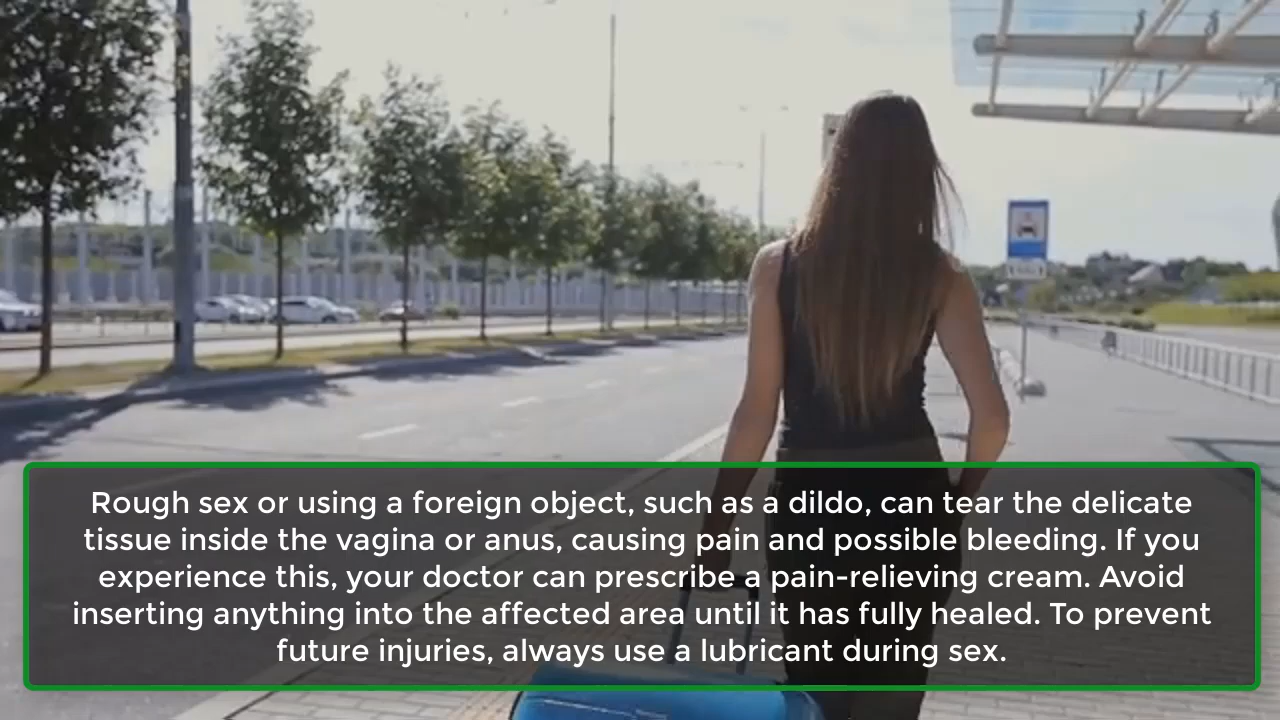 Rough sex or using a foreign object, such as a dildo, can tear the delicate
tissue inside the vagina or anus, causing pain and possible bleeding. If you
experience this, your doctor can prescribe a pain-relieving cream. Avoid
inserting anything into the affected area until it has fully healed. To prevent
future injuries, always use a lubricant during sex.